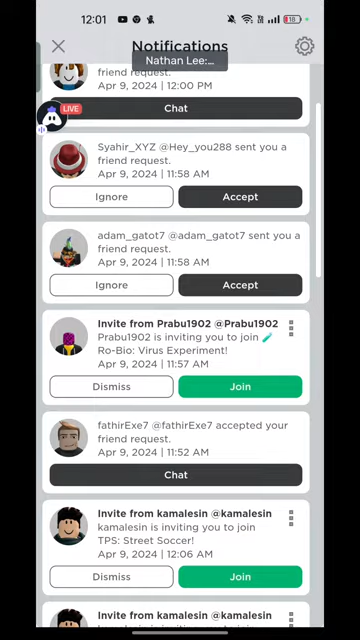 12:01
18
Notifications
Nathan Lee:...
friend request.
Apr 9, 2024 | 12:00 PM
Chat
LIVE
Syahir_XYZ @Hey_you288 sent you a
friend request.
Apr 9, 2024 | 11:58 AM
Ignore
Accept
adam_gatot7 @adam_gatot7 sent you a
friend request.
Apr 9, 2024 | 11:58 AM
Ignore
Accept
Invite from Prabu1902 @Prabu1902
Prabu1902 is inviting you to join 🧪
Ro-Bio: Virus Experiment!
Apr 9, 2024 | 11:57 AM
Dismiss
Join
fathirExe7 @fathirExe7 accepted your
friend request.
Apr 9, 2024 | 11:52 AM
Chat
Invite from kamalesin @kamalesin
kamalesin is inviting you to join
TPS: Street Soccer!
Apr 9, 2024 | 12:06 AM
Dismiss
Join
Invite from kamalesin @kamalesin